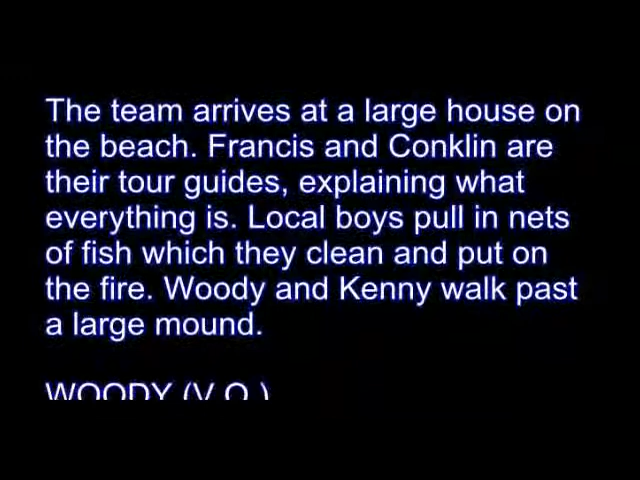 The team arrives at a large house on
the beach. Francis and Conklin are
their tour guides, explaining what
everything is. Local boys pull in nets
of fish which they clean and put on
the fire. Woody and Kenny walk past
a large mound.
WOODY (V.O.)